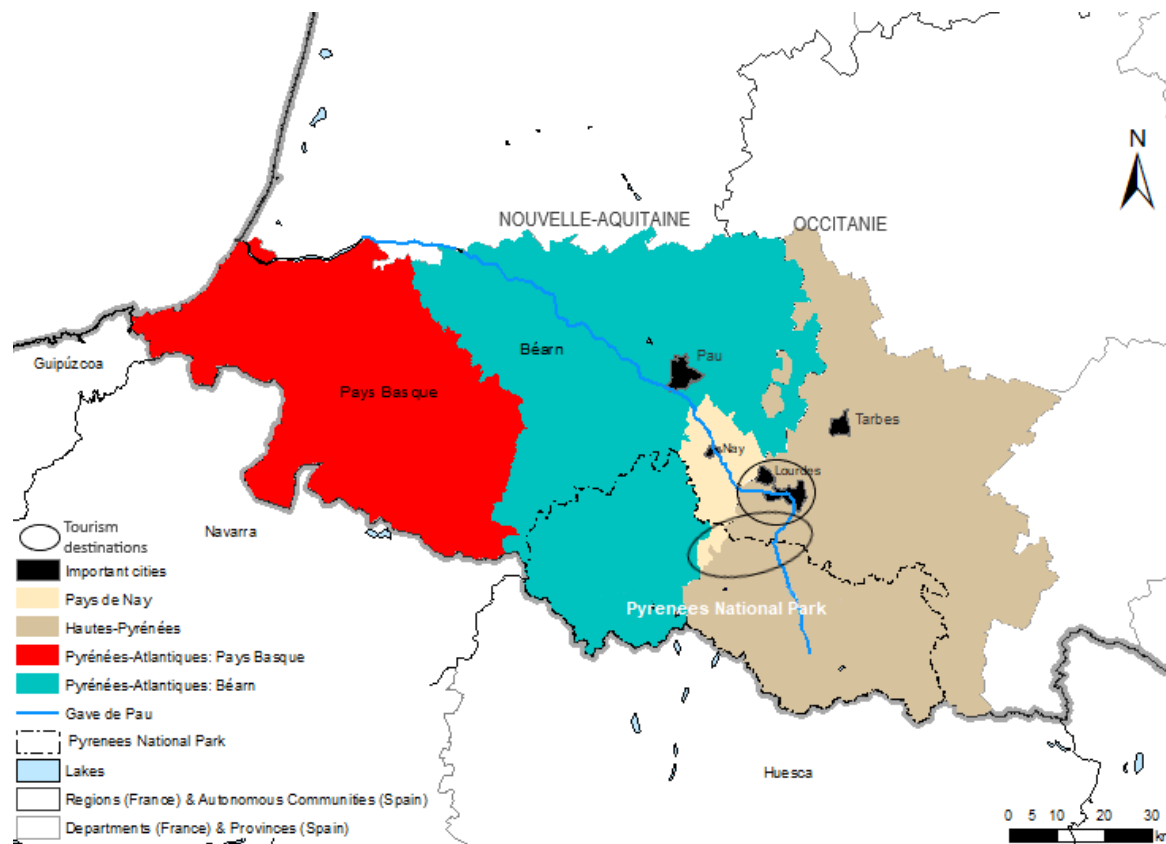 N
NOUVELLE-AQUITAINE
OCCITANIE
Guipúzcoa
Béarn
Pau
Pays Basque
Tarbes
Nay
Lourdes
Navarra
Pyrenees National Park
Huesca
Tourism
destinations
Important cities
Pays de Nay
Hautes-Pyrénées
Pyrénées-Atlantiques: Pays Basque
Pyrénées-Atlantiques: Béarn
Gave de Pau
Pyrenees National Park
Lakes
Regions (France) & Autonomous Communities (Spain)
Departments (France) & Provinces (Spain)
0 5 10 20 30
km